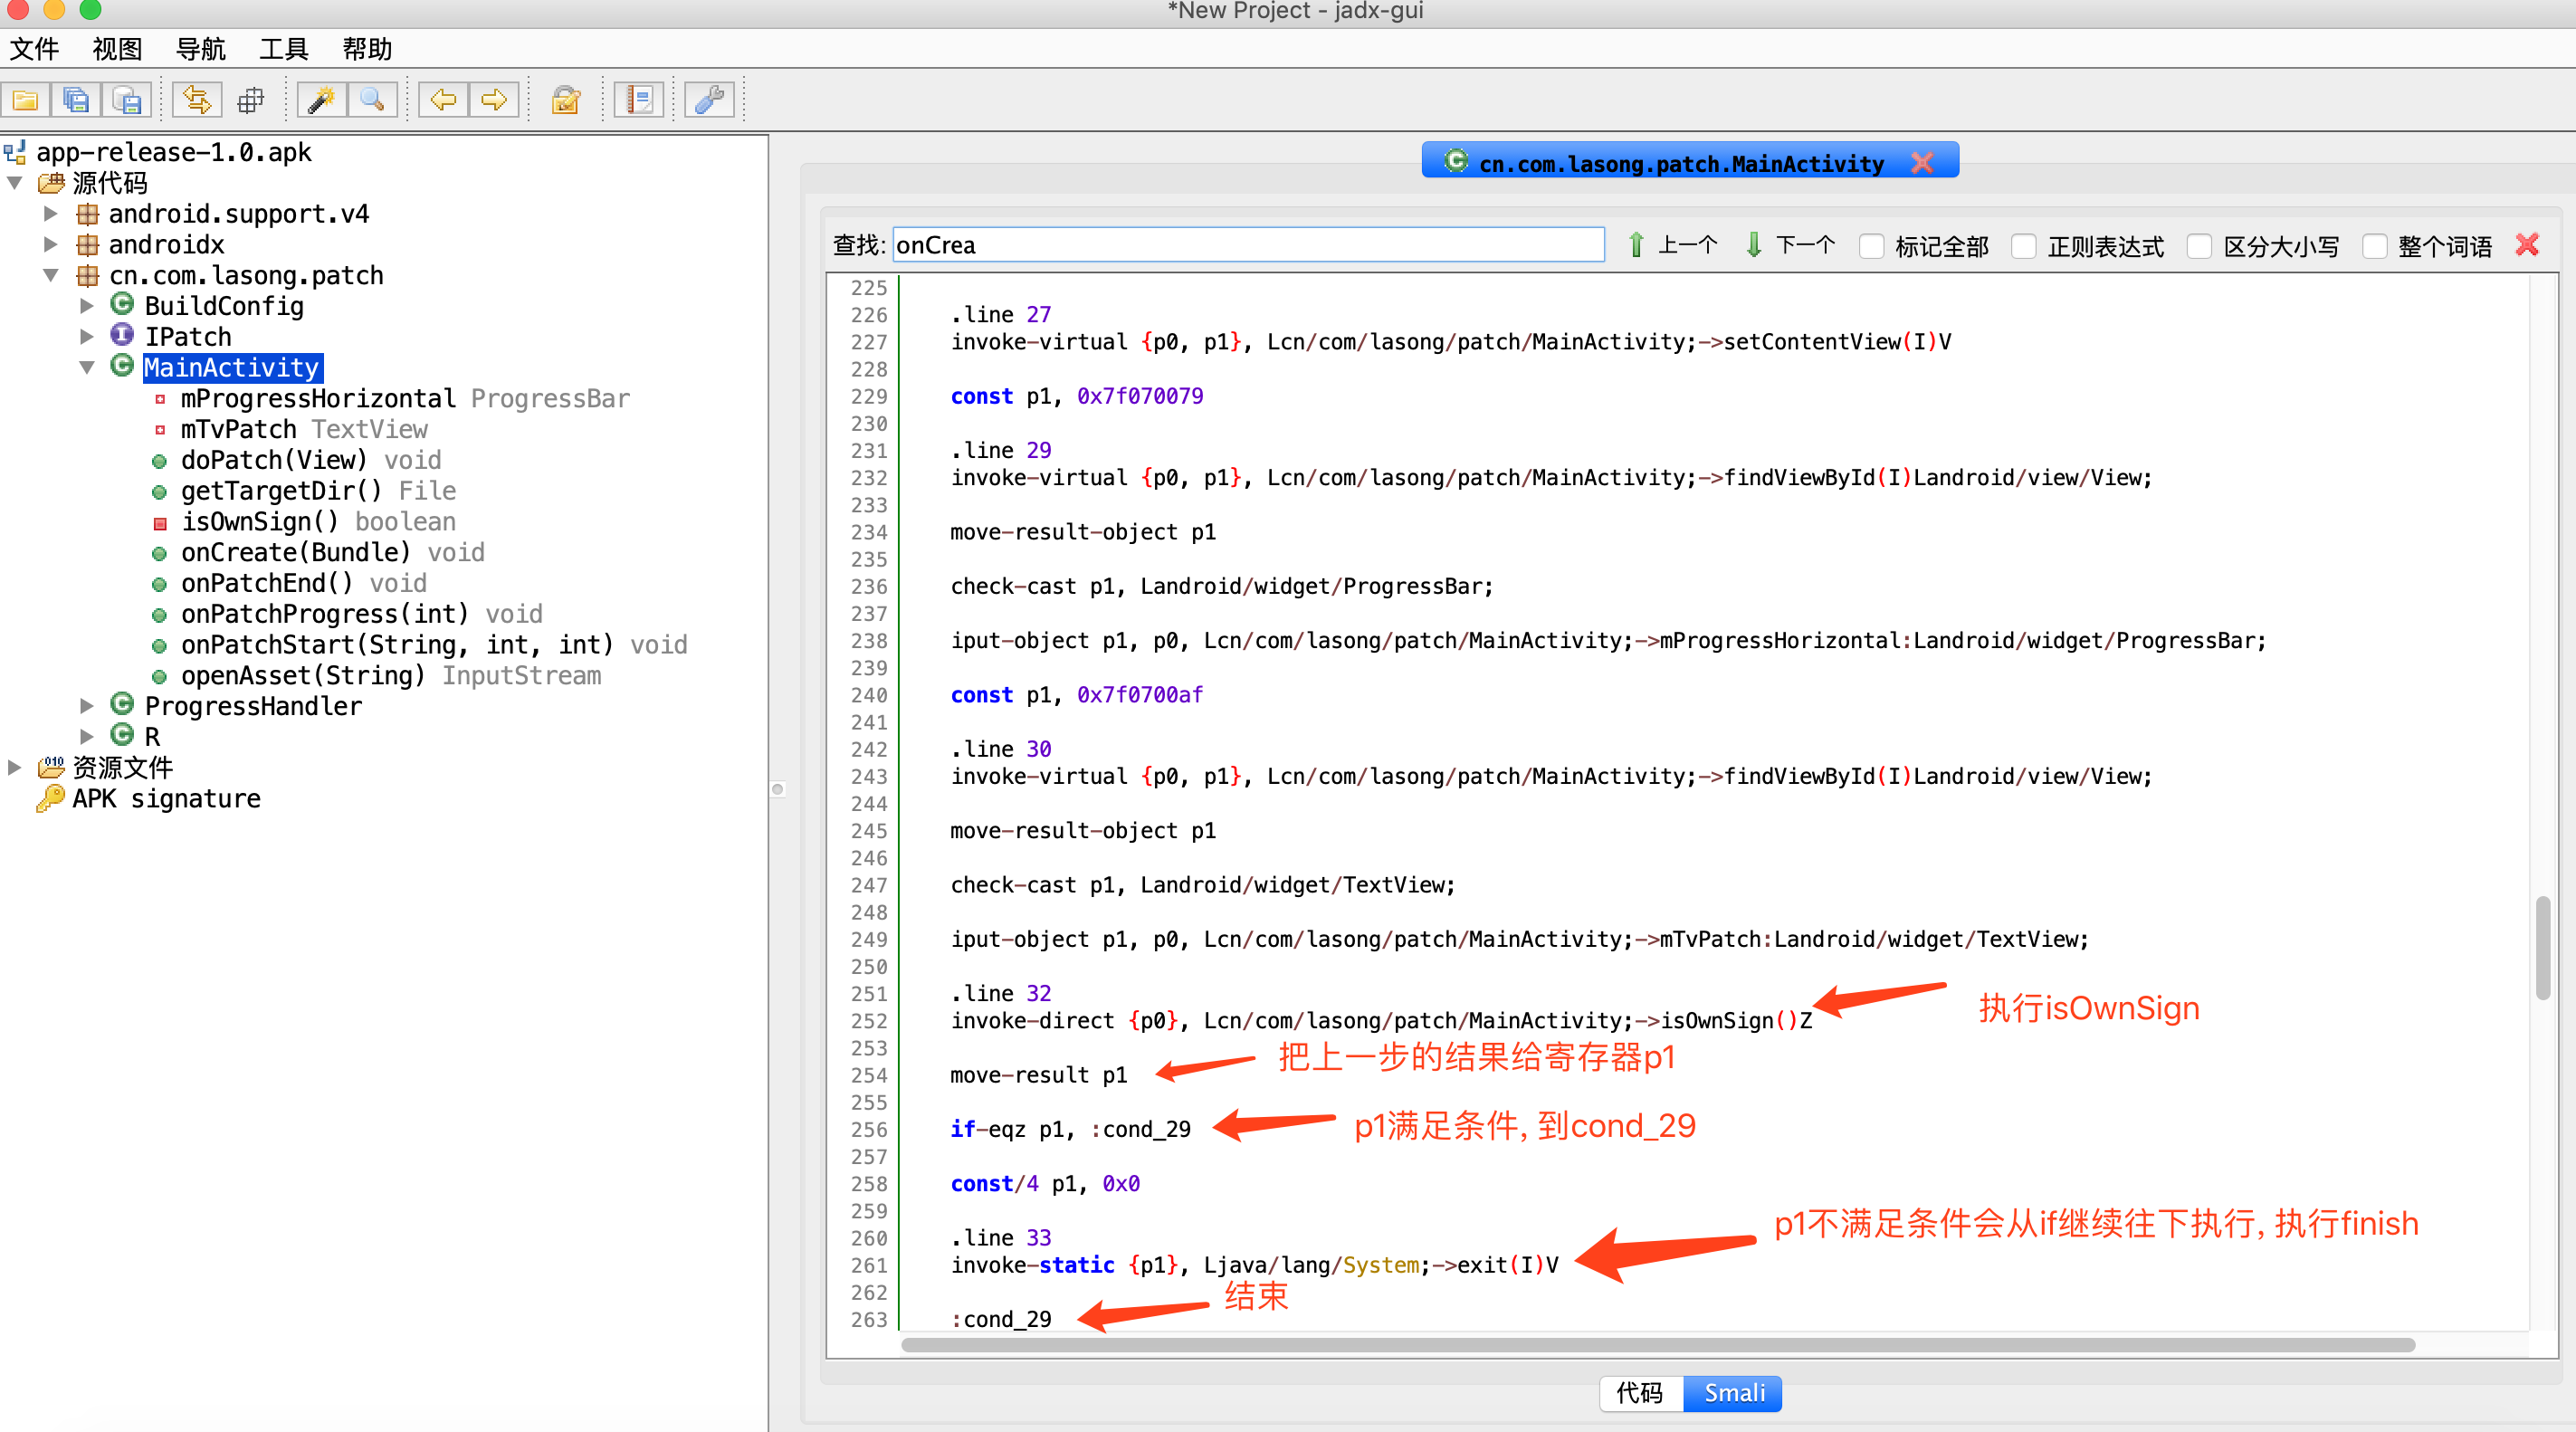 *New Project - jadx-gui
文件 视图 导航 工具 帮助
app-release-1.0.apk
源代码
android.support.v4
androidx
cn.com.lasong.patch
BuildConfig
IPatch
MainActivity
mProgressHorizontal ProgressBar
mTvPatch TextView
doPatch(View) void
getTargetDir() File
isOwnSign() boolean
onCreate(Bundle) void
onPatchEnd() void
onPatchProgress(int) void
onPatchStart(String, int, int) void
openAsset(String) InputStream
ProgressHandler
R
资源文件
APK signature
cn.com.lasong.patch.MainActivity
查找: onCrea 上一个 下一个 标记全部 正则表达式 区分大小写 整个词语
225
226 .line 27
227 invoke-virtual {p0, p1}, Lcn/com/lasong/patch/MainActivity;->setContentView(I)V
228
229 const p1, 0x7f070079
230
231 .line 29
232 invoke-virtual {p0, p1}, Lcn/com/lasong/patch/MainActivity;->findViewById(I)Landroid/view/View;
233
234 move-result-object p1
235
236 check-cast p1, Landroid/widget/ProgressBar;
237
238 iput-object p1, p0, Lcn/com/lasong/patch/MainActivity;->mProgressHorizontal:Landroid/widget/ProgressBar;
239
240 const p1, 0x7f0700af
241
242 .line 30
243 invoke-virtual {p0, p1}, Lcn/com/lasong/patch/MainActivity;->findViewById(I)Landroid/view/View;
244
245 move-result-object p1
246
247 check-cast p1, Landroid/widget/TextView;
248
249 iput-object p1, p0, Lcn/com/lasong/patch/MainActivity;->mTvPatch:Landroid/widget/TextView;
250
251 .line 32
252 invoke-direct {p0}, Lcn/com/lasong/patch/MainActivity;->isOwnSign()Z 执行isOwnSign
253
254 move-result p1 把上一步的结果给寄存器p1
255
256 if-eqz p1, :cond_29 p1满足条件, 到cond_29
257
258 const/4 p1, 0x0
259
260 .line 33
261 invoke-static {p1}, Ljava/lang/System;->exit(I)V p1不满足条件会从if继续往下执行, 执行finish
262
263 :cond_29 结束
代码 Smali